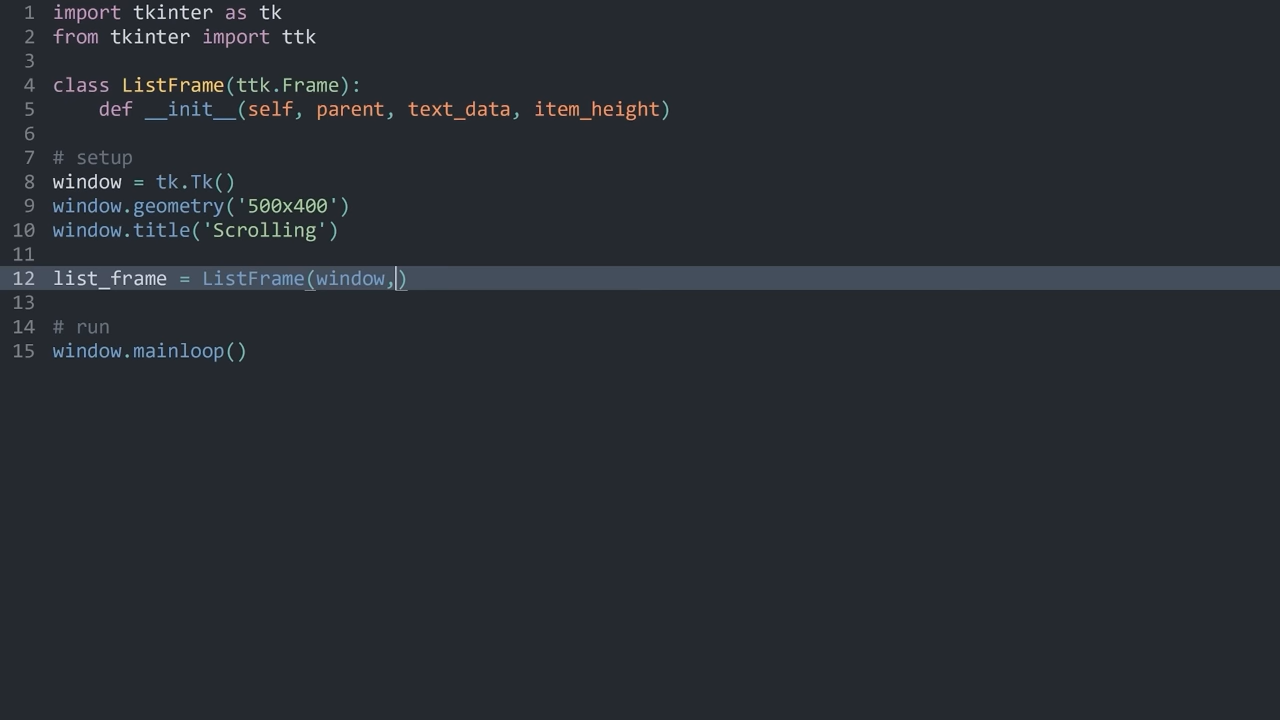 1 import tkinter as tk
2 from tkinter import ttk
3
4 class ListFrame(ttk.Frame):
5     def __init__(self, parent, text_data, item_height)
6
7 # setup
8 window = tk.Tk()
9 window.geometry('500x400')
10 window.title('Scrolling')
11
12 list_frame = ListFrame(window,)
13
14 # run
15 window.mainloop()